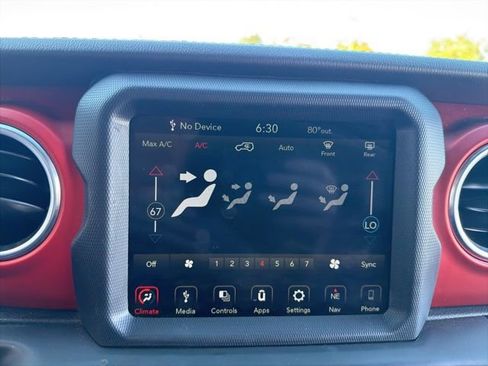 No Device 6:30 80°out.
Max A/C A/C Auto Front Rear
67 LO
Off 1 2 3 4 5 6 7 Sync
NE
Climate Media Controls Apps Settings Nav Phone